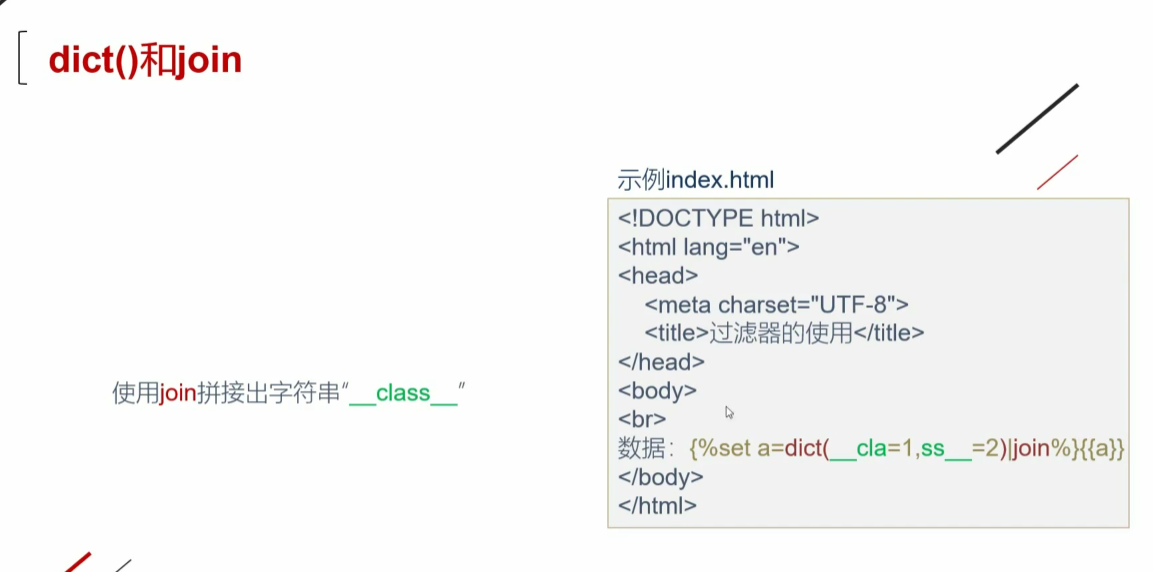 dict()和join
示例index.html
<!DOCTYPE html>
<html lang="en">
<head>
<meta charset="UTF-8">
<title>过滤器的使用</title>
</head>
<body>
<br>
数据：{%set a=dict(__cla=1,ss__=2)|join%}{{a}}
</body>
</html>
使用join拼接出字符串“__class__”